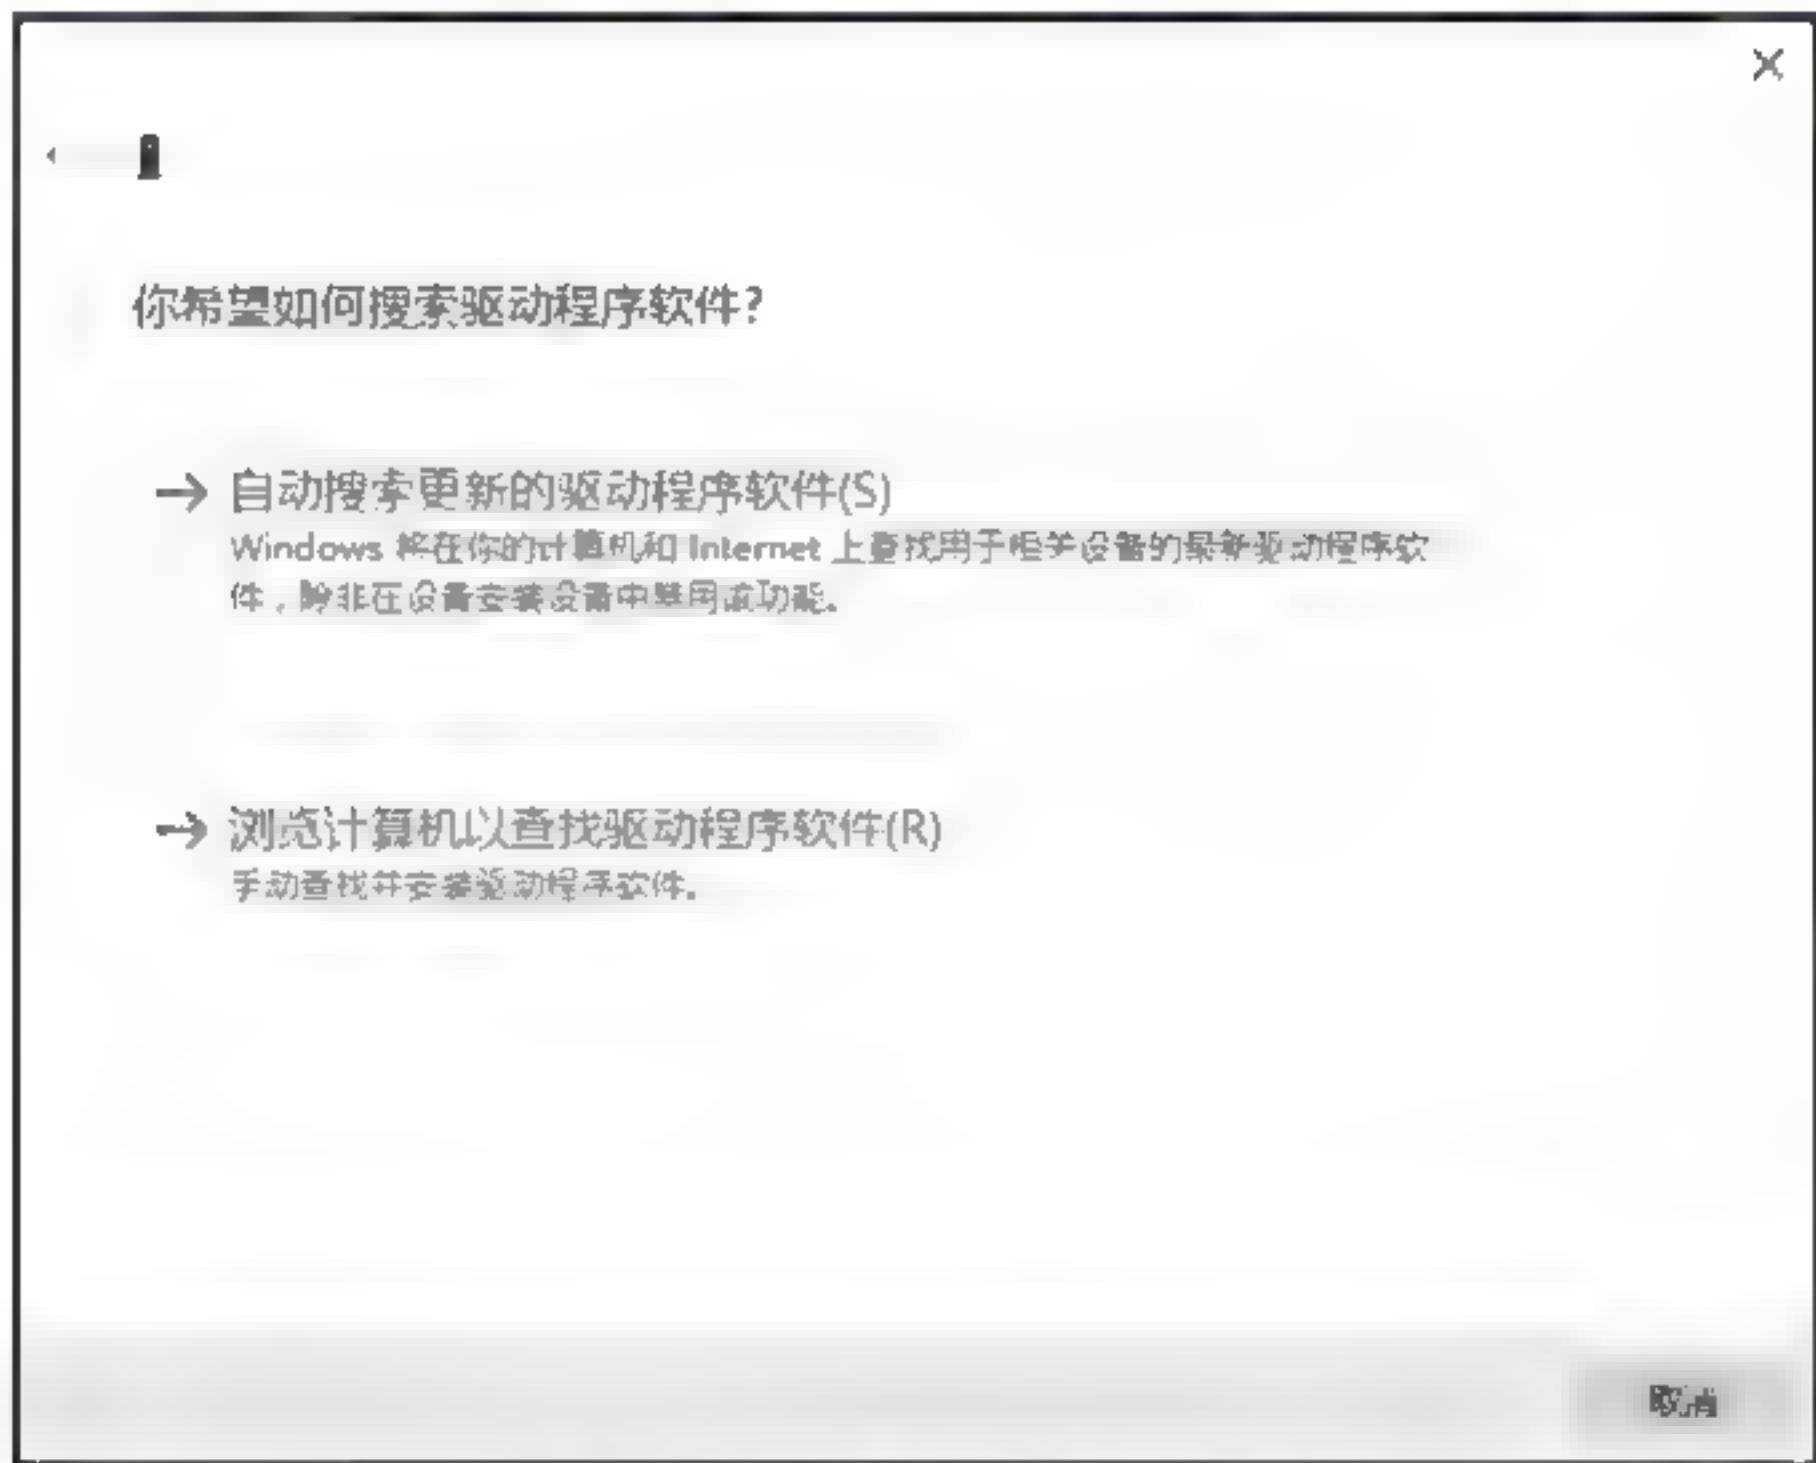 你希望如何搜索驱动程序软件?
自动搜索更新的驱动程序软件(S)
Windows 将在你的计算机和 Internet 上查找用于相关设备的最新驱动程序软
件，除非在设备安装设置中禁用该功能。
浏览计算机以查找驱动程序软件(R)
手动查找并安装驱动程序软件。
取消